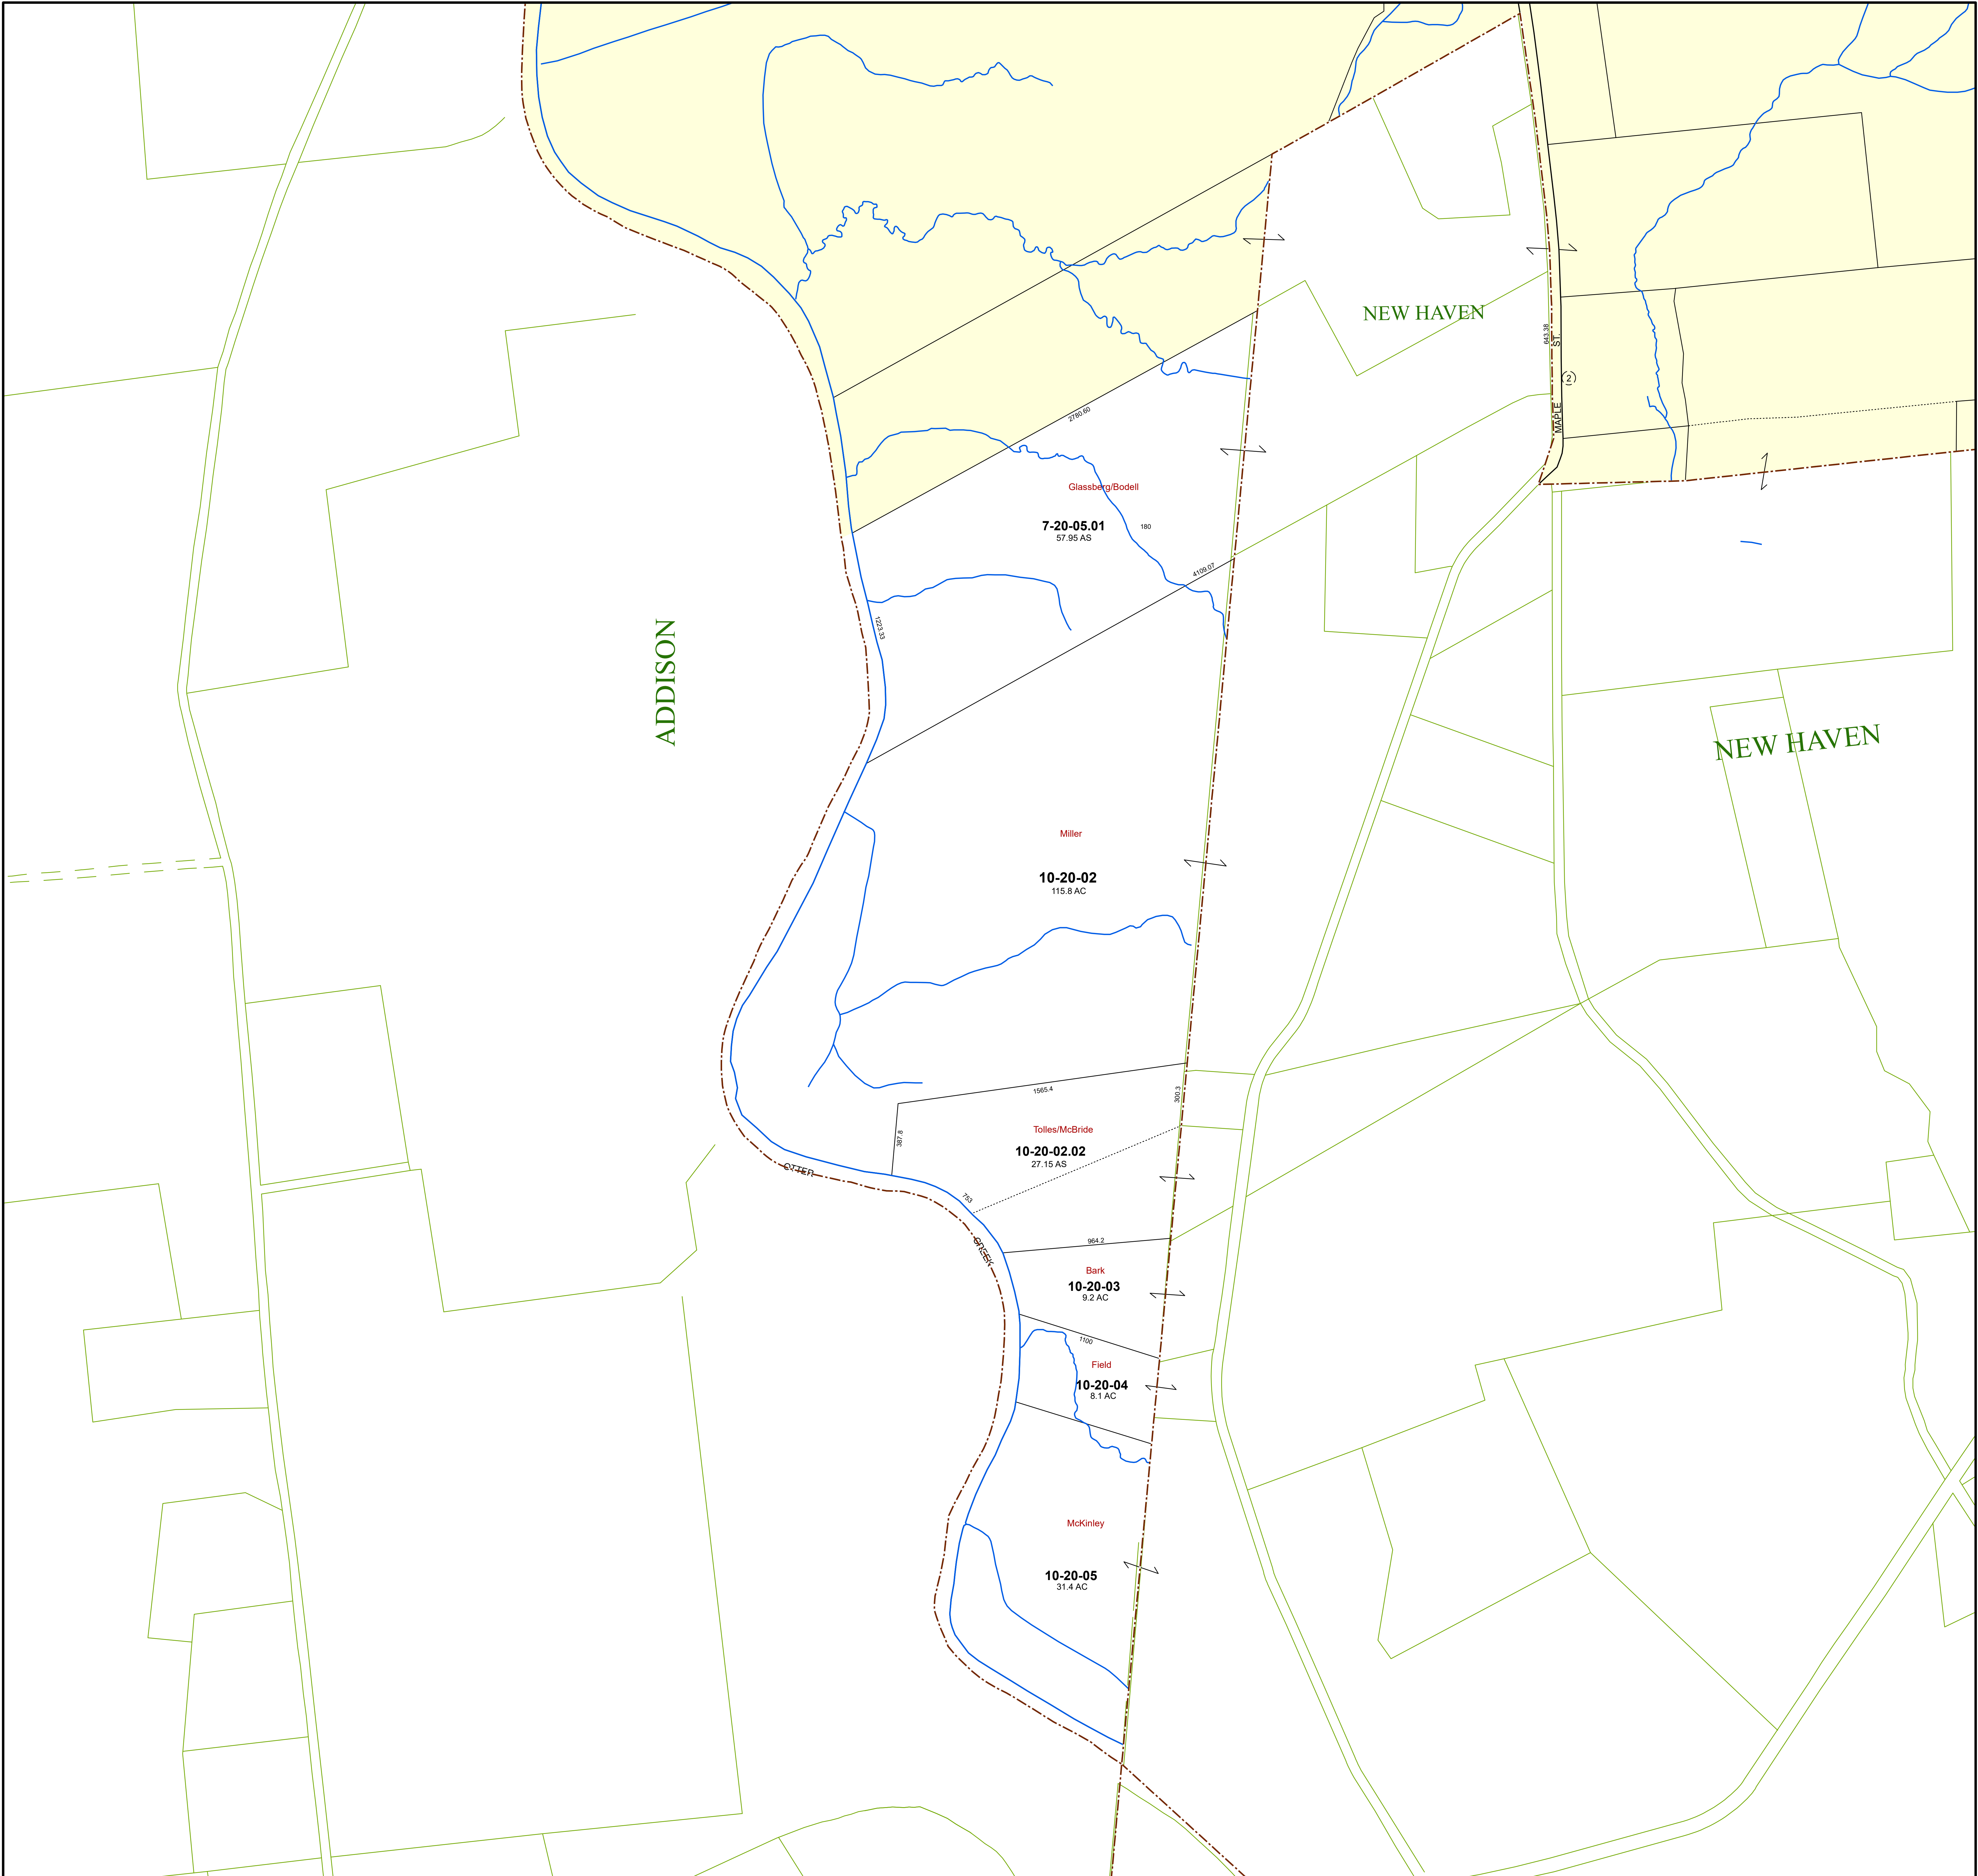 NEW HAVEN
643.38
MAPLE ST.
2
2780.60
Glassberg/Bodell
7-20-05.01
57.95 AS
180
4109.07
1223.33
ADDISON
NEW HAVEN
Miller
10-20-02
115.8 AC
1565.4
300.3
387.8
Tolles/McBride
10-20-02.02
27.15 AS
OTTER
753
CREEK
964.2
Bark
10-20-03
9.2 AC
1100
Field
10-20-04
8.1 AC
McKinley
10-20-05
31.4 AC